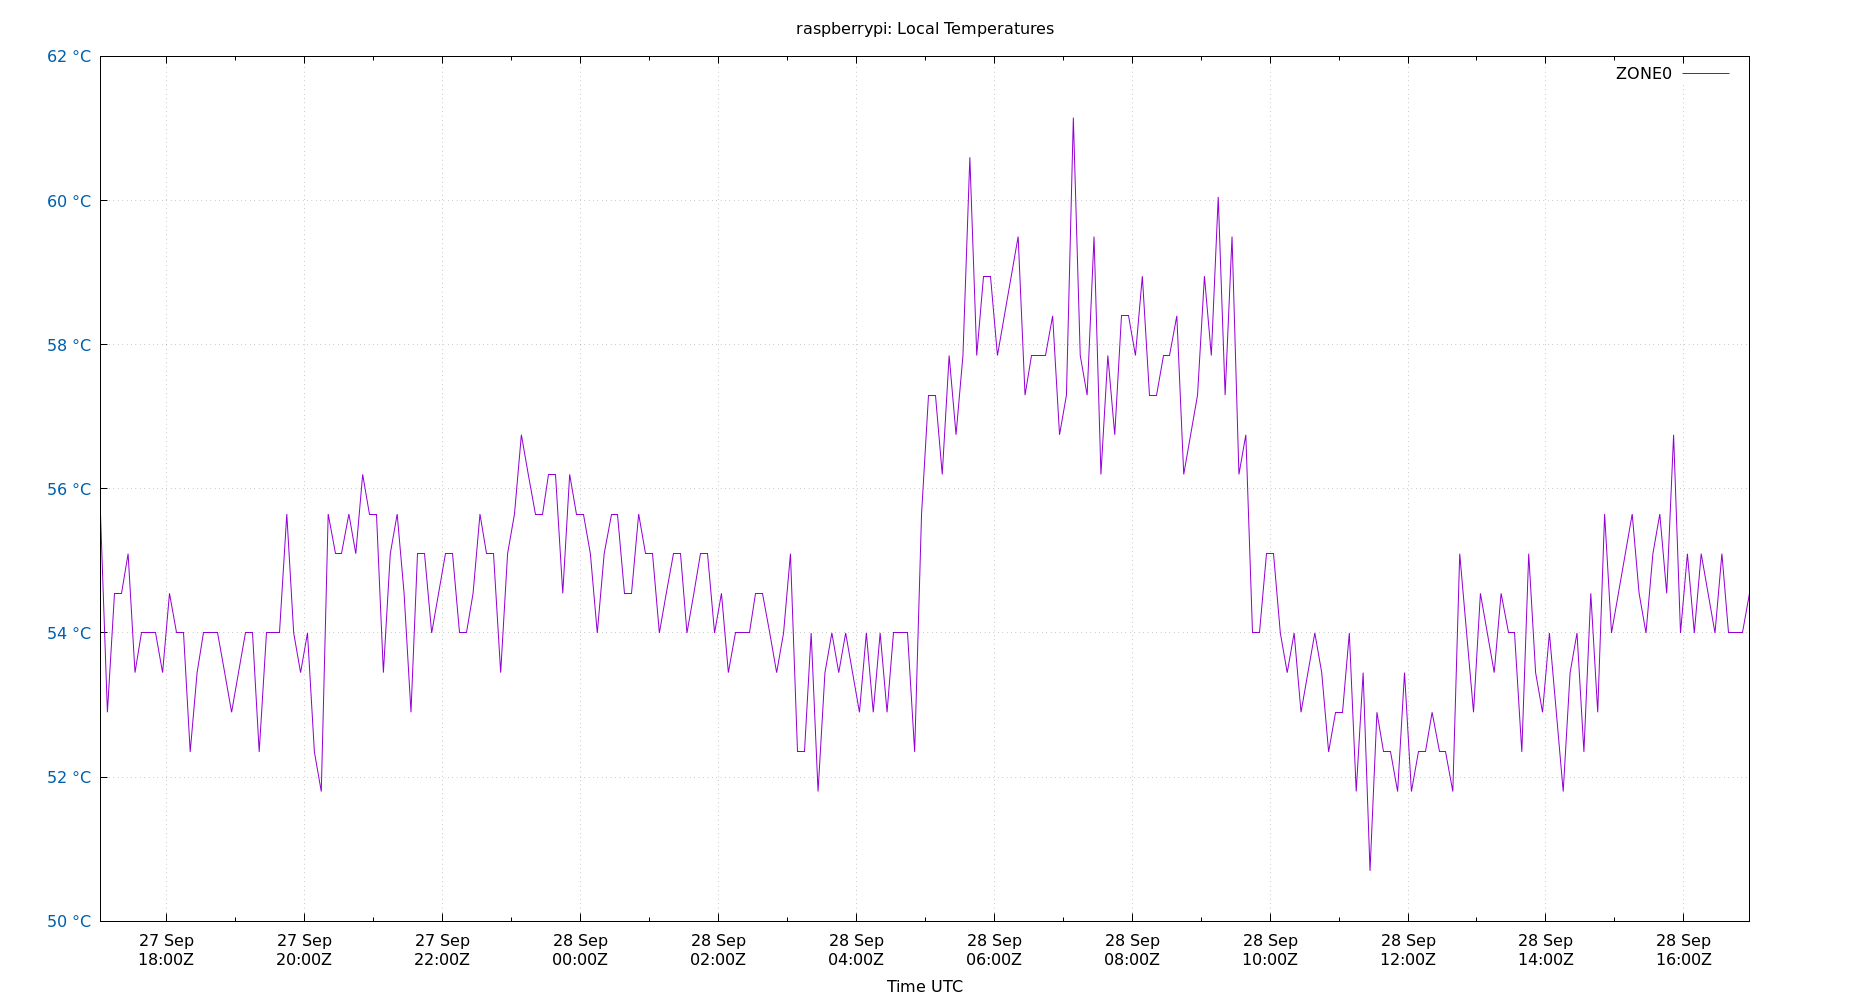 raspberrypi: Local Temperatures
62 °C
ZONE0
60 °C
58 °C
56 °C
54 °C
52 °C
50 °C
27 Sep 27 Sep 27 Sep 28 Sep 28 Sep 28 Sep 28 Sep 28 Sep 28 Sep 28 Sep 28 Sep 28 Sep
18:00Z 20:00Z 22:00Z 00:00Z 02:00Z 04:00Z 06:00Z 08:00Z 10:00Z 12:00Z 14:00Z 16:00Z
Time UTC